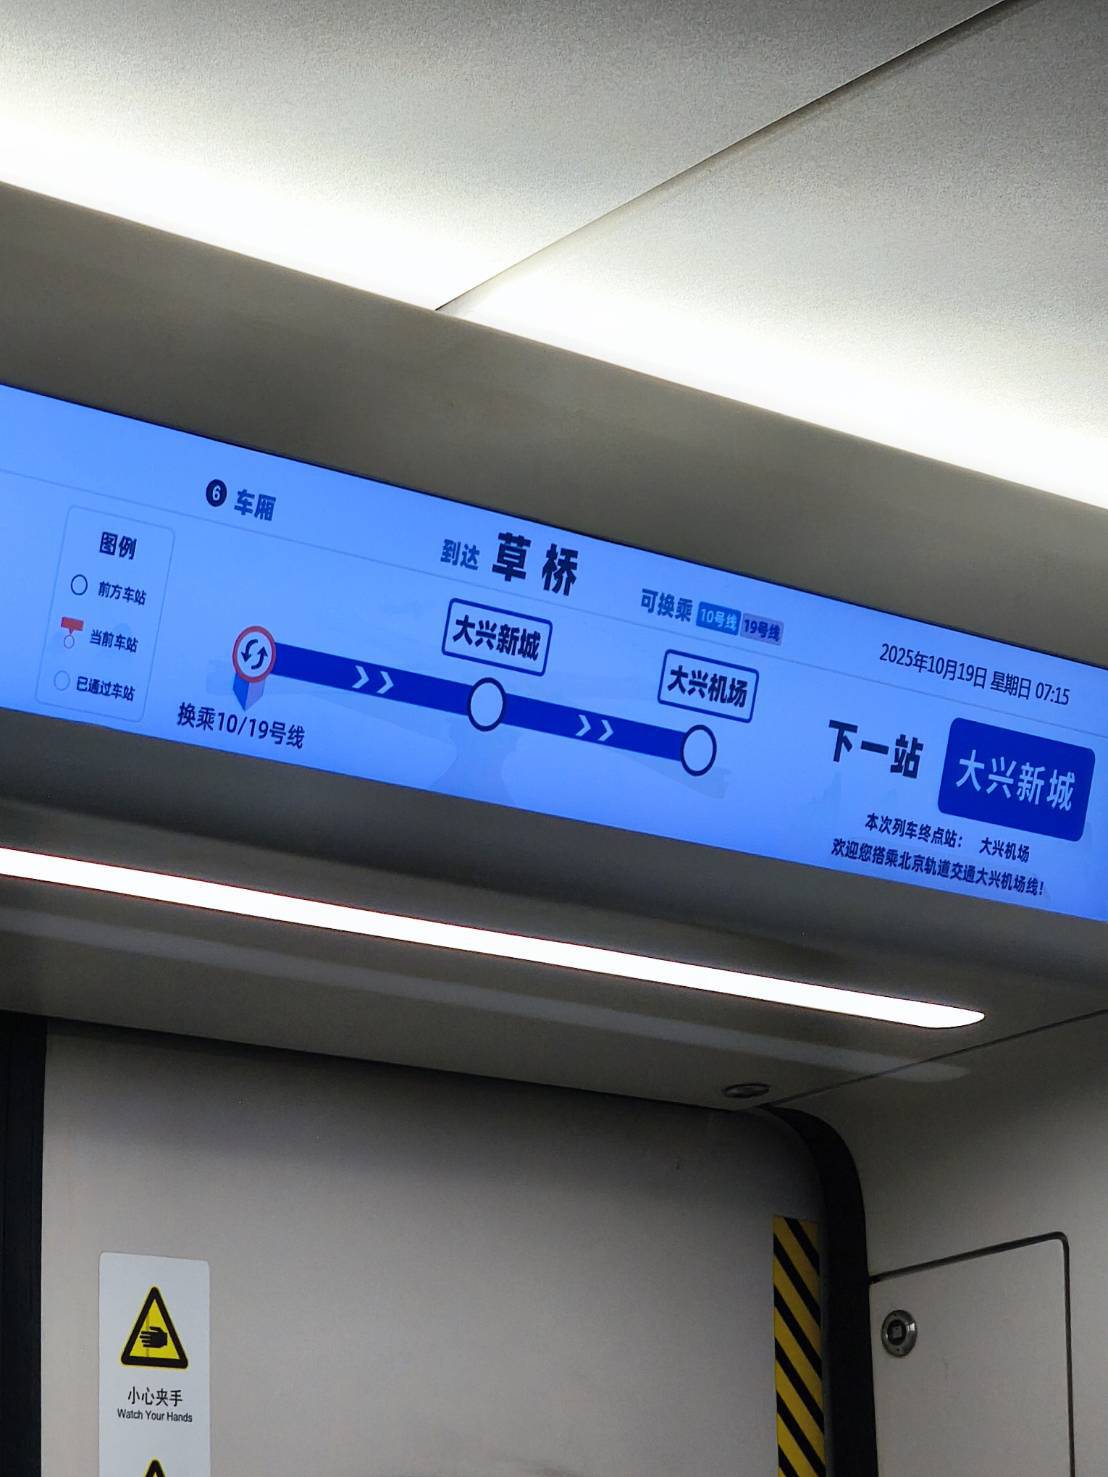 6 车厢
到达 草桥
可换乘 10号线 19号线
2025年10月19日 星期日 07:15
图例
前方车站
当前车站
已通过车站
换乘10/19号线
大兴新城
大兴机场
下一站 大兴新城
本次列车终点站： 大兴机场
欢迎您搭乘北京轨道交通大兴机场线!
小心夹手
Watch Your Hands